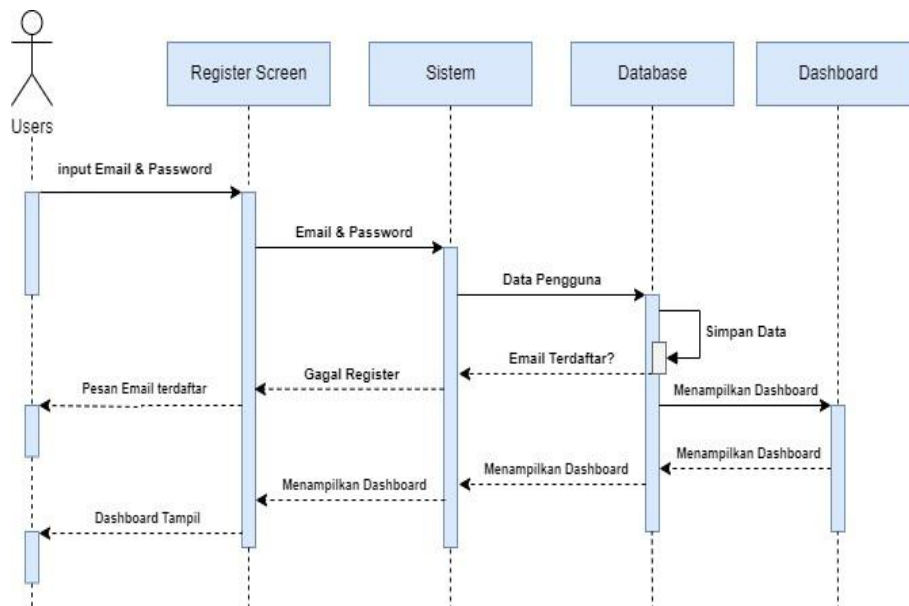 Users
Register Screen
Sistem
Database
Dashboard
input Email & Password
Email & Password
Data Pengguna
Simpan Data
Email Terdaftar?
Gagal Register
Pesan Email terdaftar
Menampilkan Dashboard
Menampilkan Dashboard
Menampilkan Dashboard
Menampilkan Dashboard
Dashboard Tampil